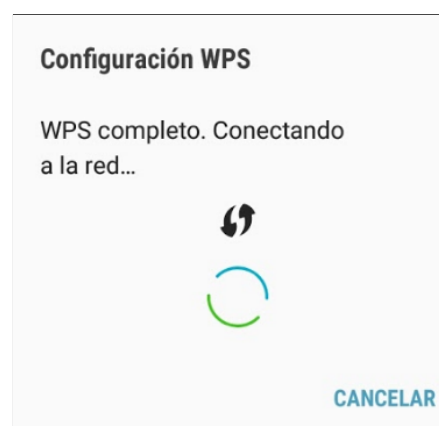 Configuración WPS
WPS completo. Conectando
a la red...
CANCELAR